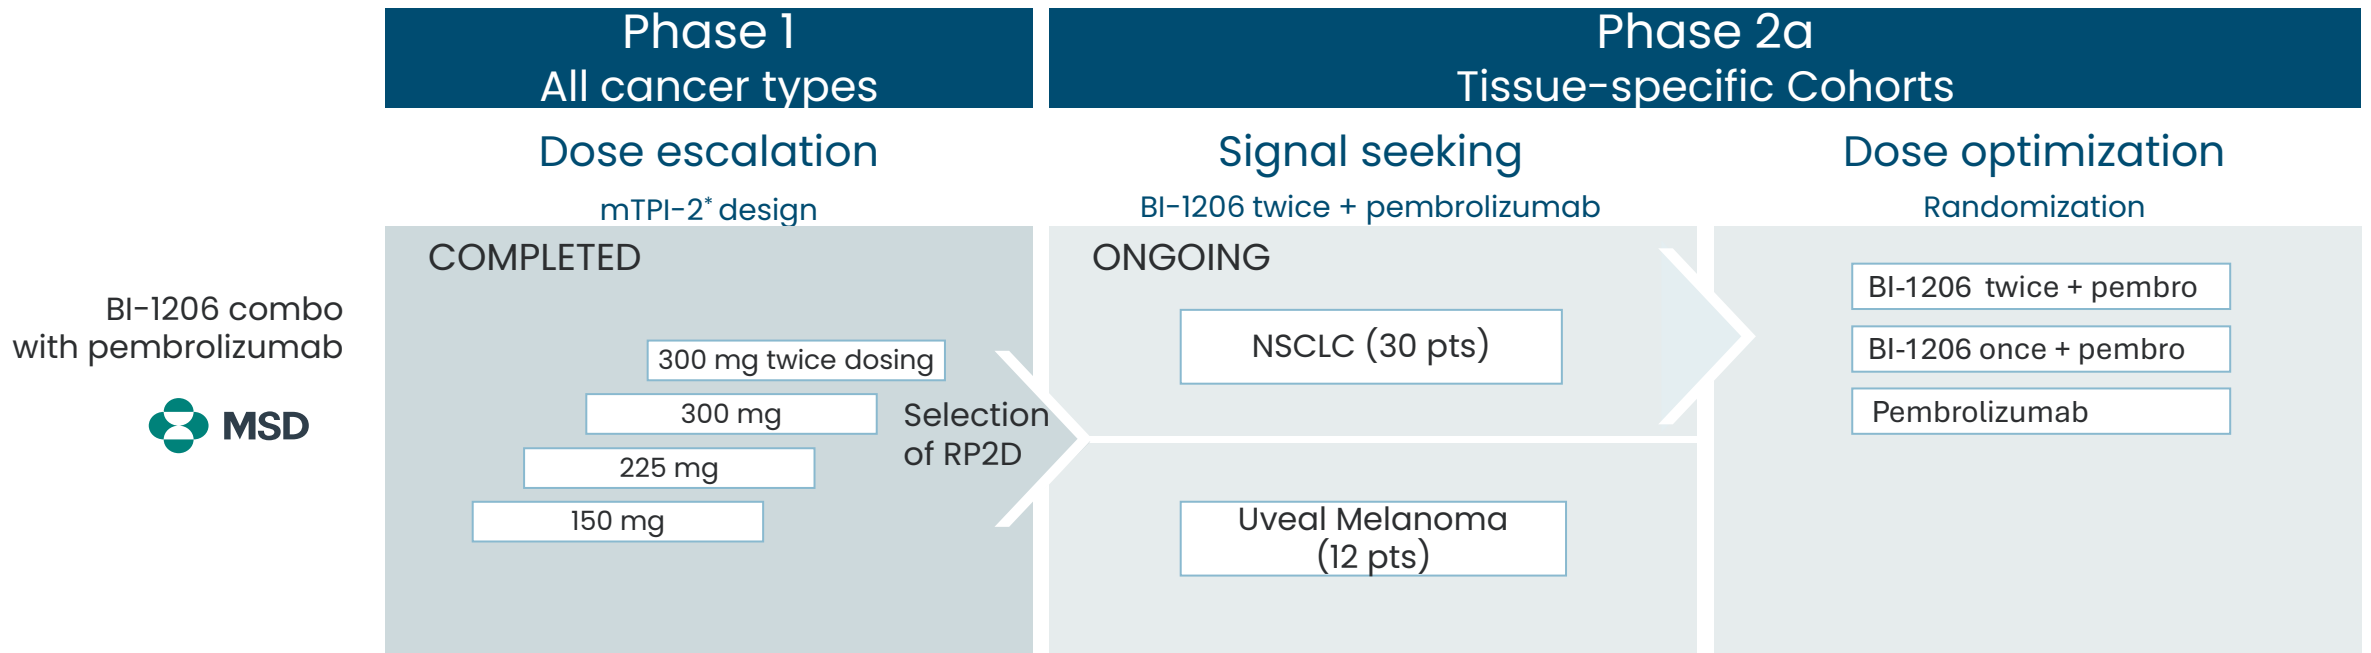 Phase 1
All cancer types
Phase 2a
Tissue-specific Cohorts
Dose escalation
mTPI-2* design
Signal seeking
BI-1206 twice + pembrolizumab
Dose optimization
Randomization
BI-1206 combo
with pembrolizumab
MSD
COMPLETED
300 mg twice dosing
300 mg
225 mg
150 mg
Selection
of RP2D
ONGOING
NSCLC (30 pts)
Uveal Melanoma
(12 pts)
BI-1206 twice + pembro
BI-1206 once + pembro
Pembrolizumab